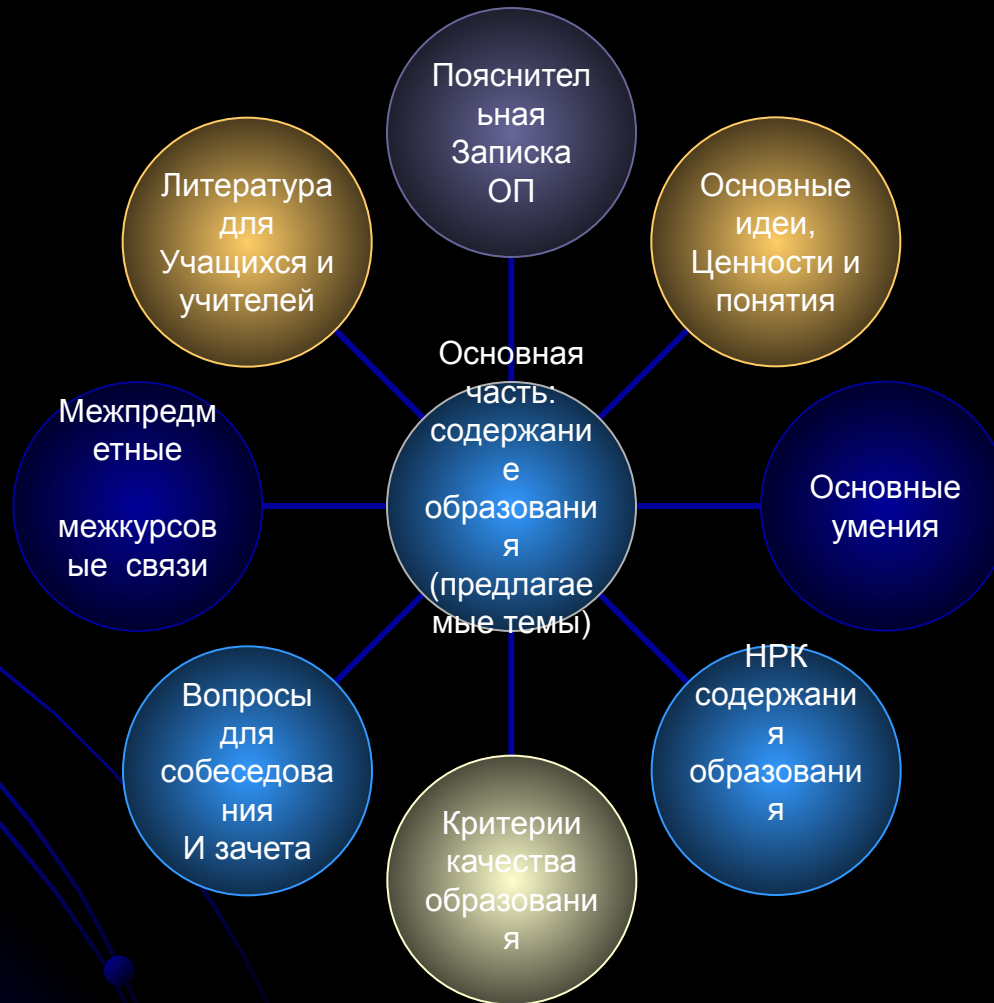 Пояснител
ьная
Записка
ОП
Основные
идеи,
Ценности и
понятия
Основные
умения
НРК
содержани
я
образовани
я
Критерии
качества
образовани
я
Вопросы
для
собеседова
ния
И зачета
Межпредм
етные
межкурсов
ые связи
Литература
для
Учащихся и
учителей
Основная
часть:
содержани
е
образовани
я
(предлагае
мые темы)